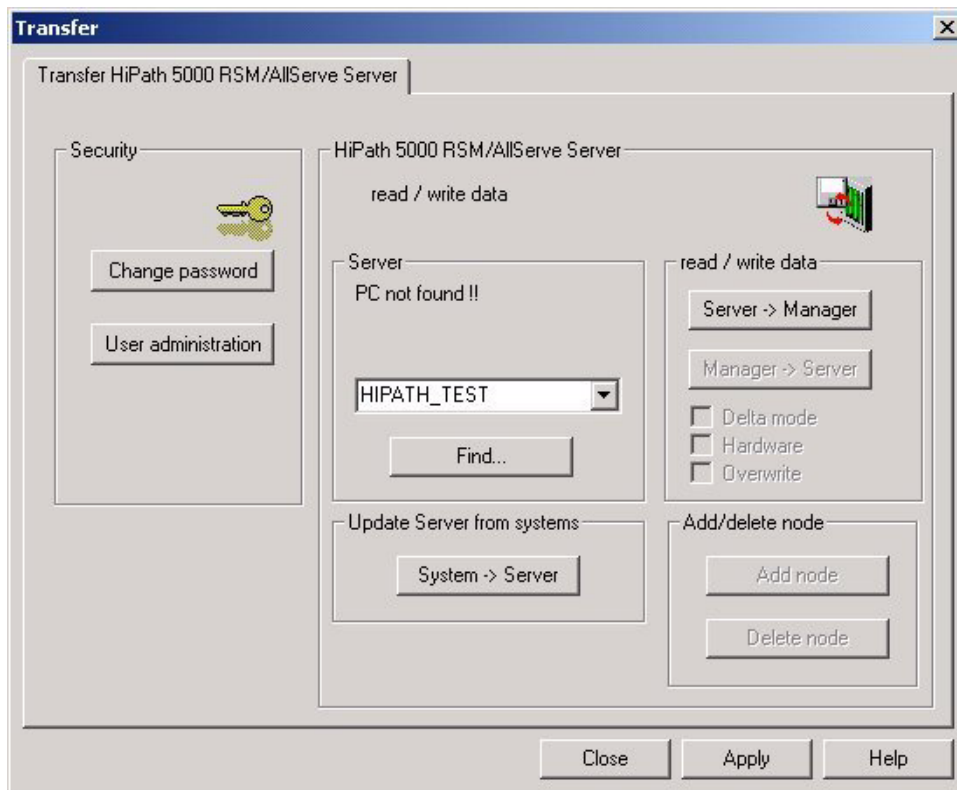 Transfer
Transfer HiPath 5000 RSM/AllServe Server
Security
Change password
User administration
HiPath 5000 RSM/AllServe Server
read / write data
Server
PC not found !!
HIPATH_TEST
Find...
read / write data
Server -> Manager
Manager -> Server
Delta mode
Hardware
Overwrite
Update Server from systems
System -> Server
Add/delete node
Add node
Delete node
Close
Apply
Help